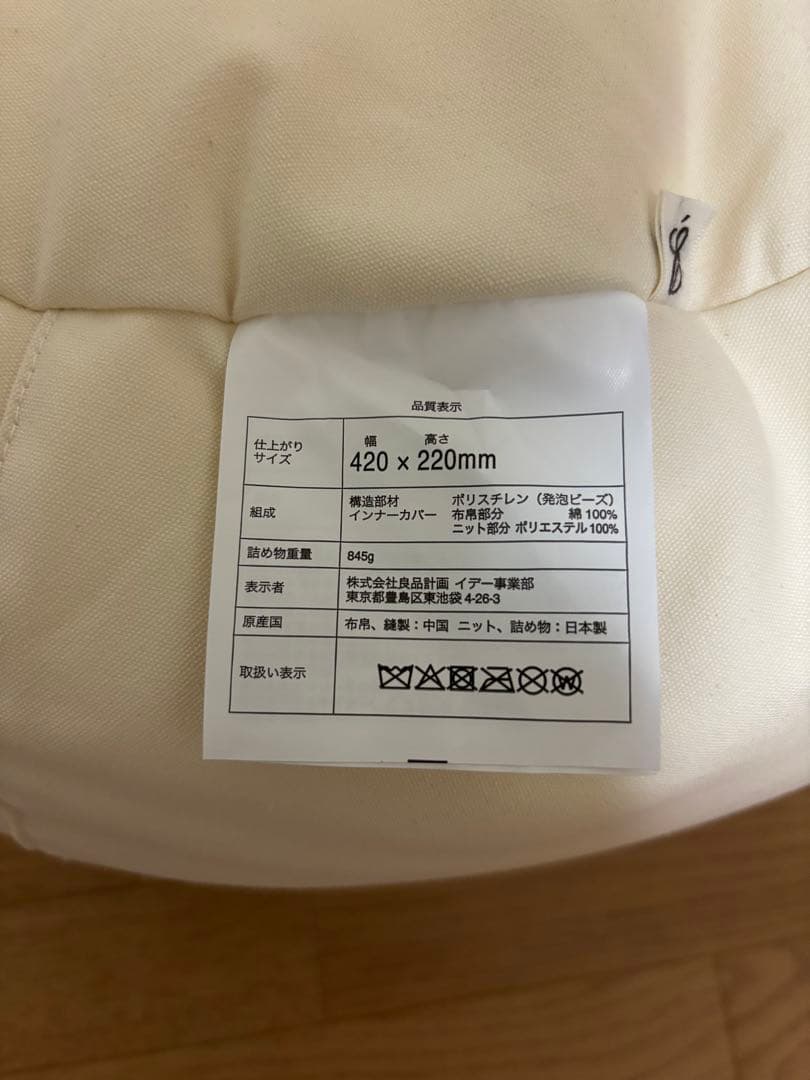 品質表示
仕上がり
サイズ
幅 高さ
420 × 220mm
組成
構造部材 ポリスチレン（発泡ビーズ）
インナーカバー 布帛部分 綿100%
ニット部分 ポリエステル100%
詰め物重量 845g
表示者
株式会社良品計画 イデー事業部
東京都豊島区東池袋4-26-3
原産国 布帛、縫製：中国 ニット、詰め物：日本製
取扱い表示
W